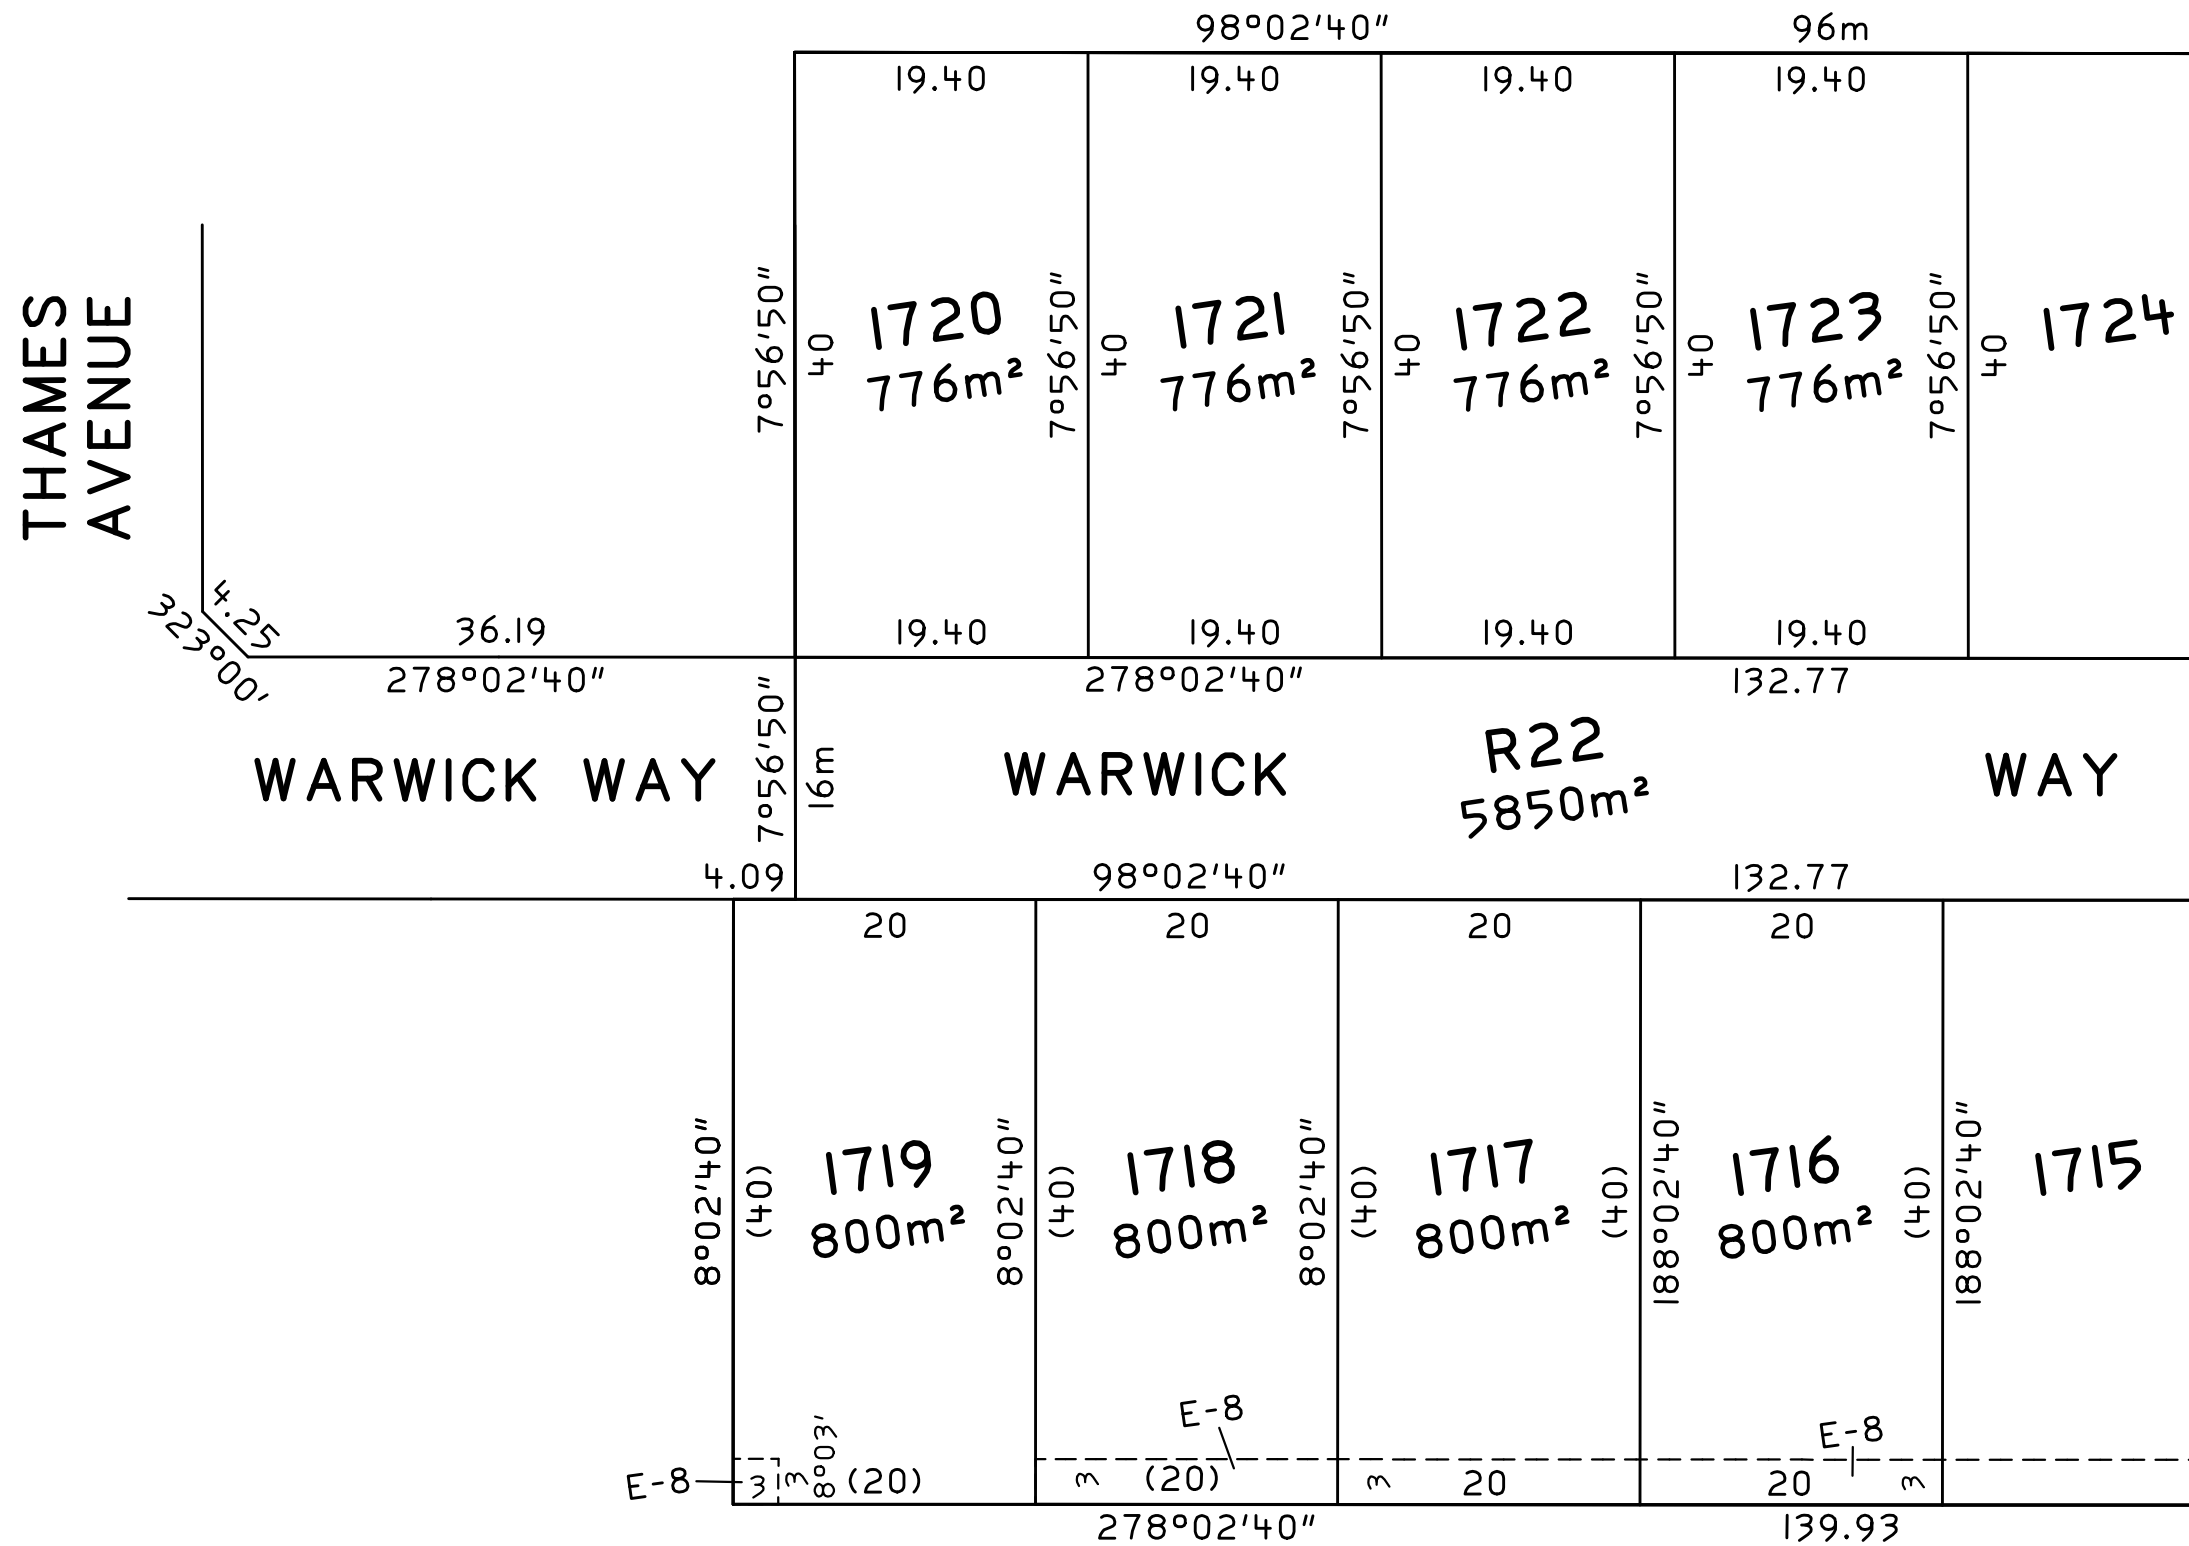 98°02'40" 96m
19.40 19.40 19.40 19.40
THAMES
AVENUE
7°56'50" 40 1720 7°56'50" 40 1721 7°56'50" 40 1722 7°56'50" 40 1723 7°56'50" 40 1724
776m² 776m² 776m² 776m²
4.25
323°00'
36.19 19.40 19.40 19.40 19.40
278°02'40" 278°02'40" 132.77
7°56'50" 16m
R22
WARWICK WAY WARWICK WAY
5850m²
4.09 98°02'40" 132.77
20 20 20 20
8°02'40" (40) 1719 8°02'40" (40) 1718 8°02'40" (40) 1717 (40) 188°02'40" 1716 (40) 188°02'40" 1715
800m² 800m² 800m² 800m²
E-8 E-8
E-8 3 3 8°03' (20) 3 (20) 3 20 20 3
278°02'40" 139.93